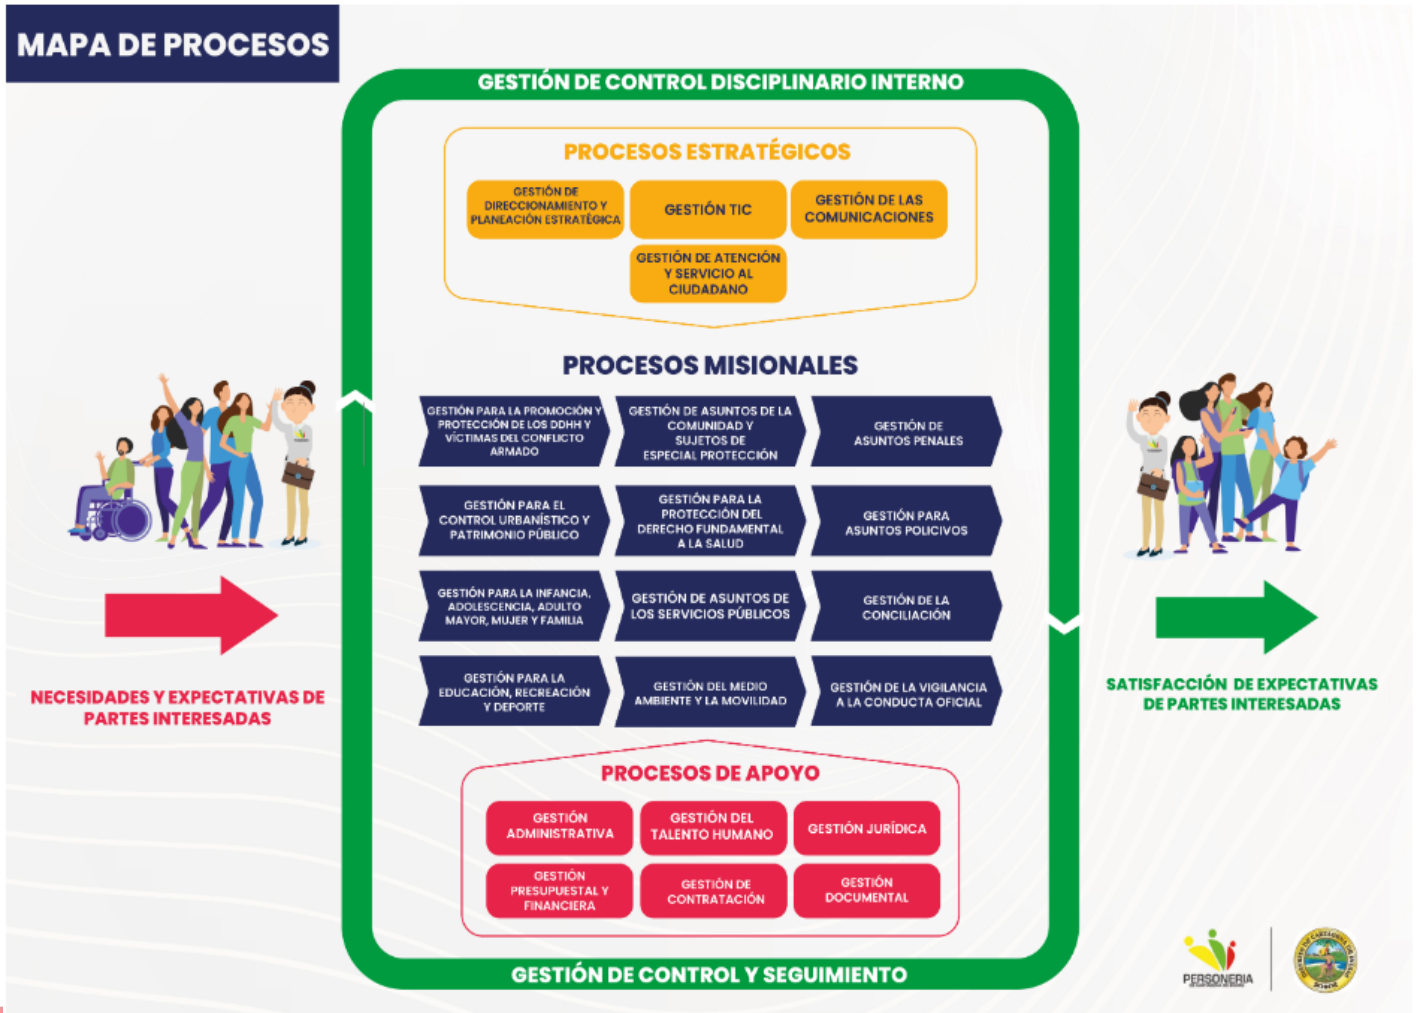 MAPA DE PROCESOS
GESTIÓN DE CONTROL DISCIPLINARIO INTERNO
PROCESOS ESTRATÉGICOS
GESTIÓN DE
DIRECCIONAMIENTO Y
PLANEACIÓN ESTRATÉGICA
GESTIÓN TIC
GESTIÓN DE LAS
COMUNICACIONES
GESTIÓN DE ATENCIÓN
Y SERVICIO AL
CIUDADANO
PROCESOS MISIONALES
GESTIÓN PARA LA PROMOCIÓN Y
PROTECCIÓN DE LOS DDHH Y
VÍCTIMAS DEL CONFLICTO
ARMADO
GESTIÓN DE ASUNTOS DE LA
COMUNIDAD Y
SUJETOS DE
ESPECIAL PROTECCIÓN
GESTIÓN DE
ASUNTOS PENALES
GESTIÓN PARA EL
CONTROL URBANÍSTICO Y
PATRIMONIO PÚBLICO
GESTIÓN PARA LA
PROTECCIÓN DEL
DERECHO FUNDAMENTAL
A LA SALUD
GESTIÓN PARA
ASUNTOS POLICIVOS
GESTIÓN PARA LA INFANCIA,
ADOLESCENCIA, ADULTO
MAYOR, MUJER Y FAMILIA
GESTIÓN DE ASUNTOS DE
LOS SERVICIOS PÚBLICOS
GESTIÓN DE LA
CONCILIACIÓN
GESTIÓN PARA LA
EDUCACIÓN, RECREACIÓN
Y DEPORTE
GESTIÓN DEL MEDIO
AMBIENTE Y LA MOVILIDAD
GESTIÓN DE LA VIGILANCIA
A LA CONDUCTA OFICIAL
NECESIDADES Y EXPECTATIVAS DE
PARTES INTERESADAS
SATISFACCIÓN DE EXPECTATIVAS
DE PARTES INTERESADAS
PROCESOS DE APOYO
GESTIÓN
ADMINISTRATIVA
GESTIÓN DEL
TALENTO HUMANO
GESTIÓN JURÍDICA
GESTIÓN
PRESUPUESTAL Y
FINANCIERA
GESTIÓN DE
CONTRATACIÓN
GESTIÓN
DOCUMENTAL
GESTIÓN DE CONTROL Y SEGUIMIENTO
PERSONERIA